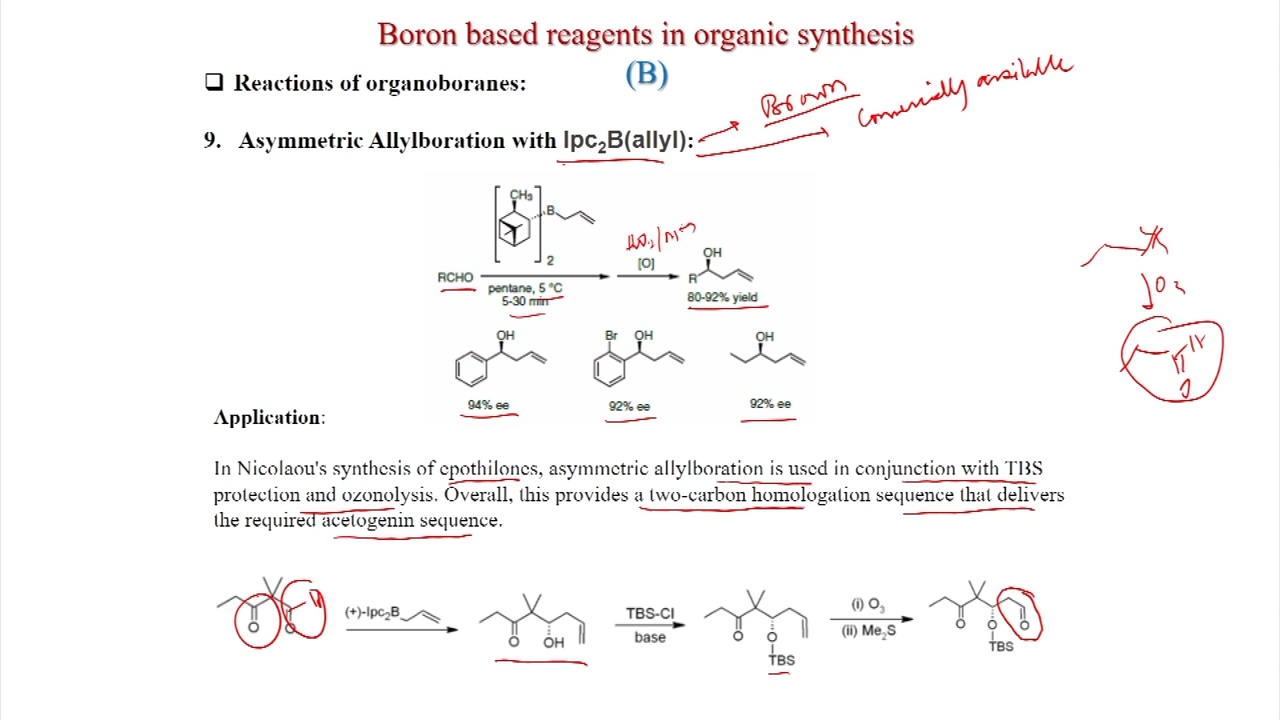 Boron based reagents in organic synthesis
(B)
❑ Reactions of organoboranes:
Brown
commercially available
9. Asymmetric Allylboration with Ipc₂B(allyl):
CH₃
B
2
H₂O₂/
[O]
RCHO
pentane, 5 °C
5-30 min
OH
R
80-92% yield
OH
Br OH
OH
94% ee
92% ee
92% ee
O₃
Application:
In Nicolaou's synthesis of epothilones, asymmetric allylboration is used in conjunction with TBS
protection and ozonolysis. Overall, this provides a two-carbon homologation sequence that delivers
the required acetogenin sequence.
(+)-Ipc₂B
TBS-Cl
base
(i) O₃
(ii) Me₂S
O
O
H
O
OH
O
O
TBS
O
O
TBS
O